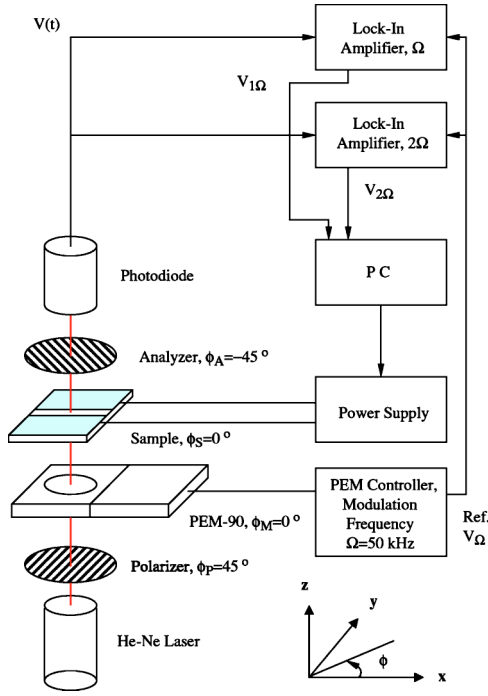 V(t)
Lock-In
Amplifier, Ω
V1Ω
Lock-In
Amplifier, 2Ω
V2Ω
Photodiode
P C
Analyzer, ϕA=−45 °
Power Supply
Sample, ϕS=0 °
PEM-90, ϕM=0°
PEM Controller,
Modulation
Frequency
Ω=50 kHz
Ref.
VΩ
Polarizer, ϕP=45 °
He-Ne Laser
z
y
ϕ
x